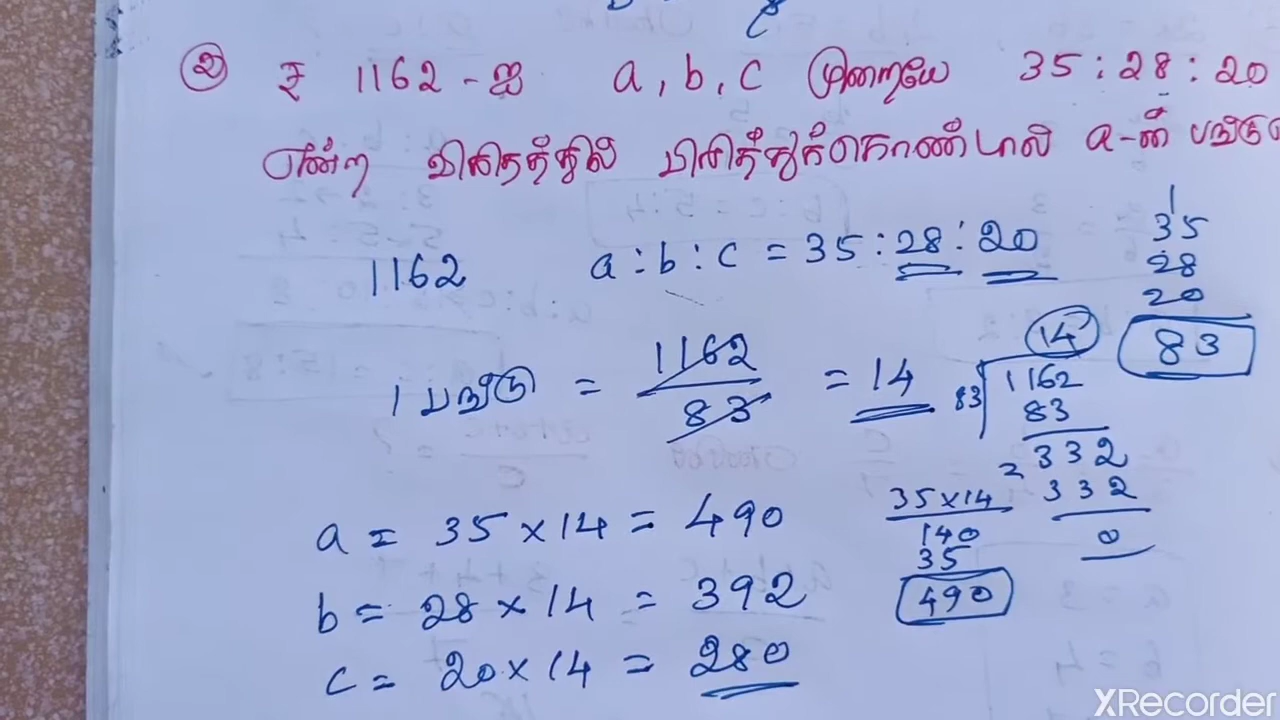 ② ₹ 1162 - ஐ a, b, c முறையே 35 : 28 : 20
என்ற விகிதத்தில் பிரித்துக்கொண்டால் a-ன் பங்கு
1162 a : b : c = 35 : 28 : 20
35
28
20
83
1 பங்கு = 1162 / 83 = 14
14
83 1162
83
332
332
0
a = 35 × 14 = 490
b = 28 × 14 = 392
c = 20 × 14 = 280
35 × 14
140
35
490
XRecorder